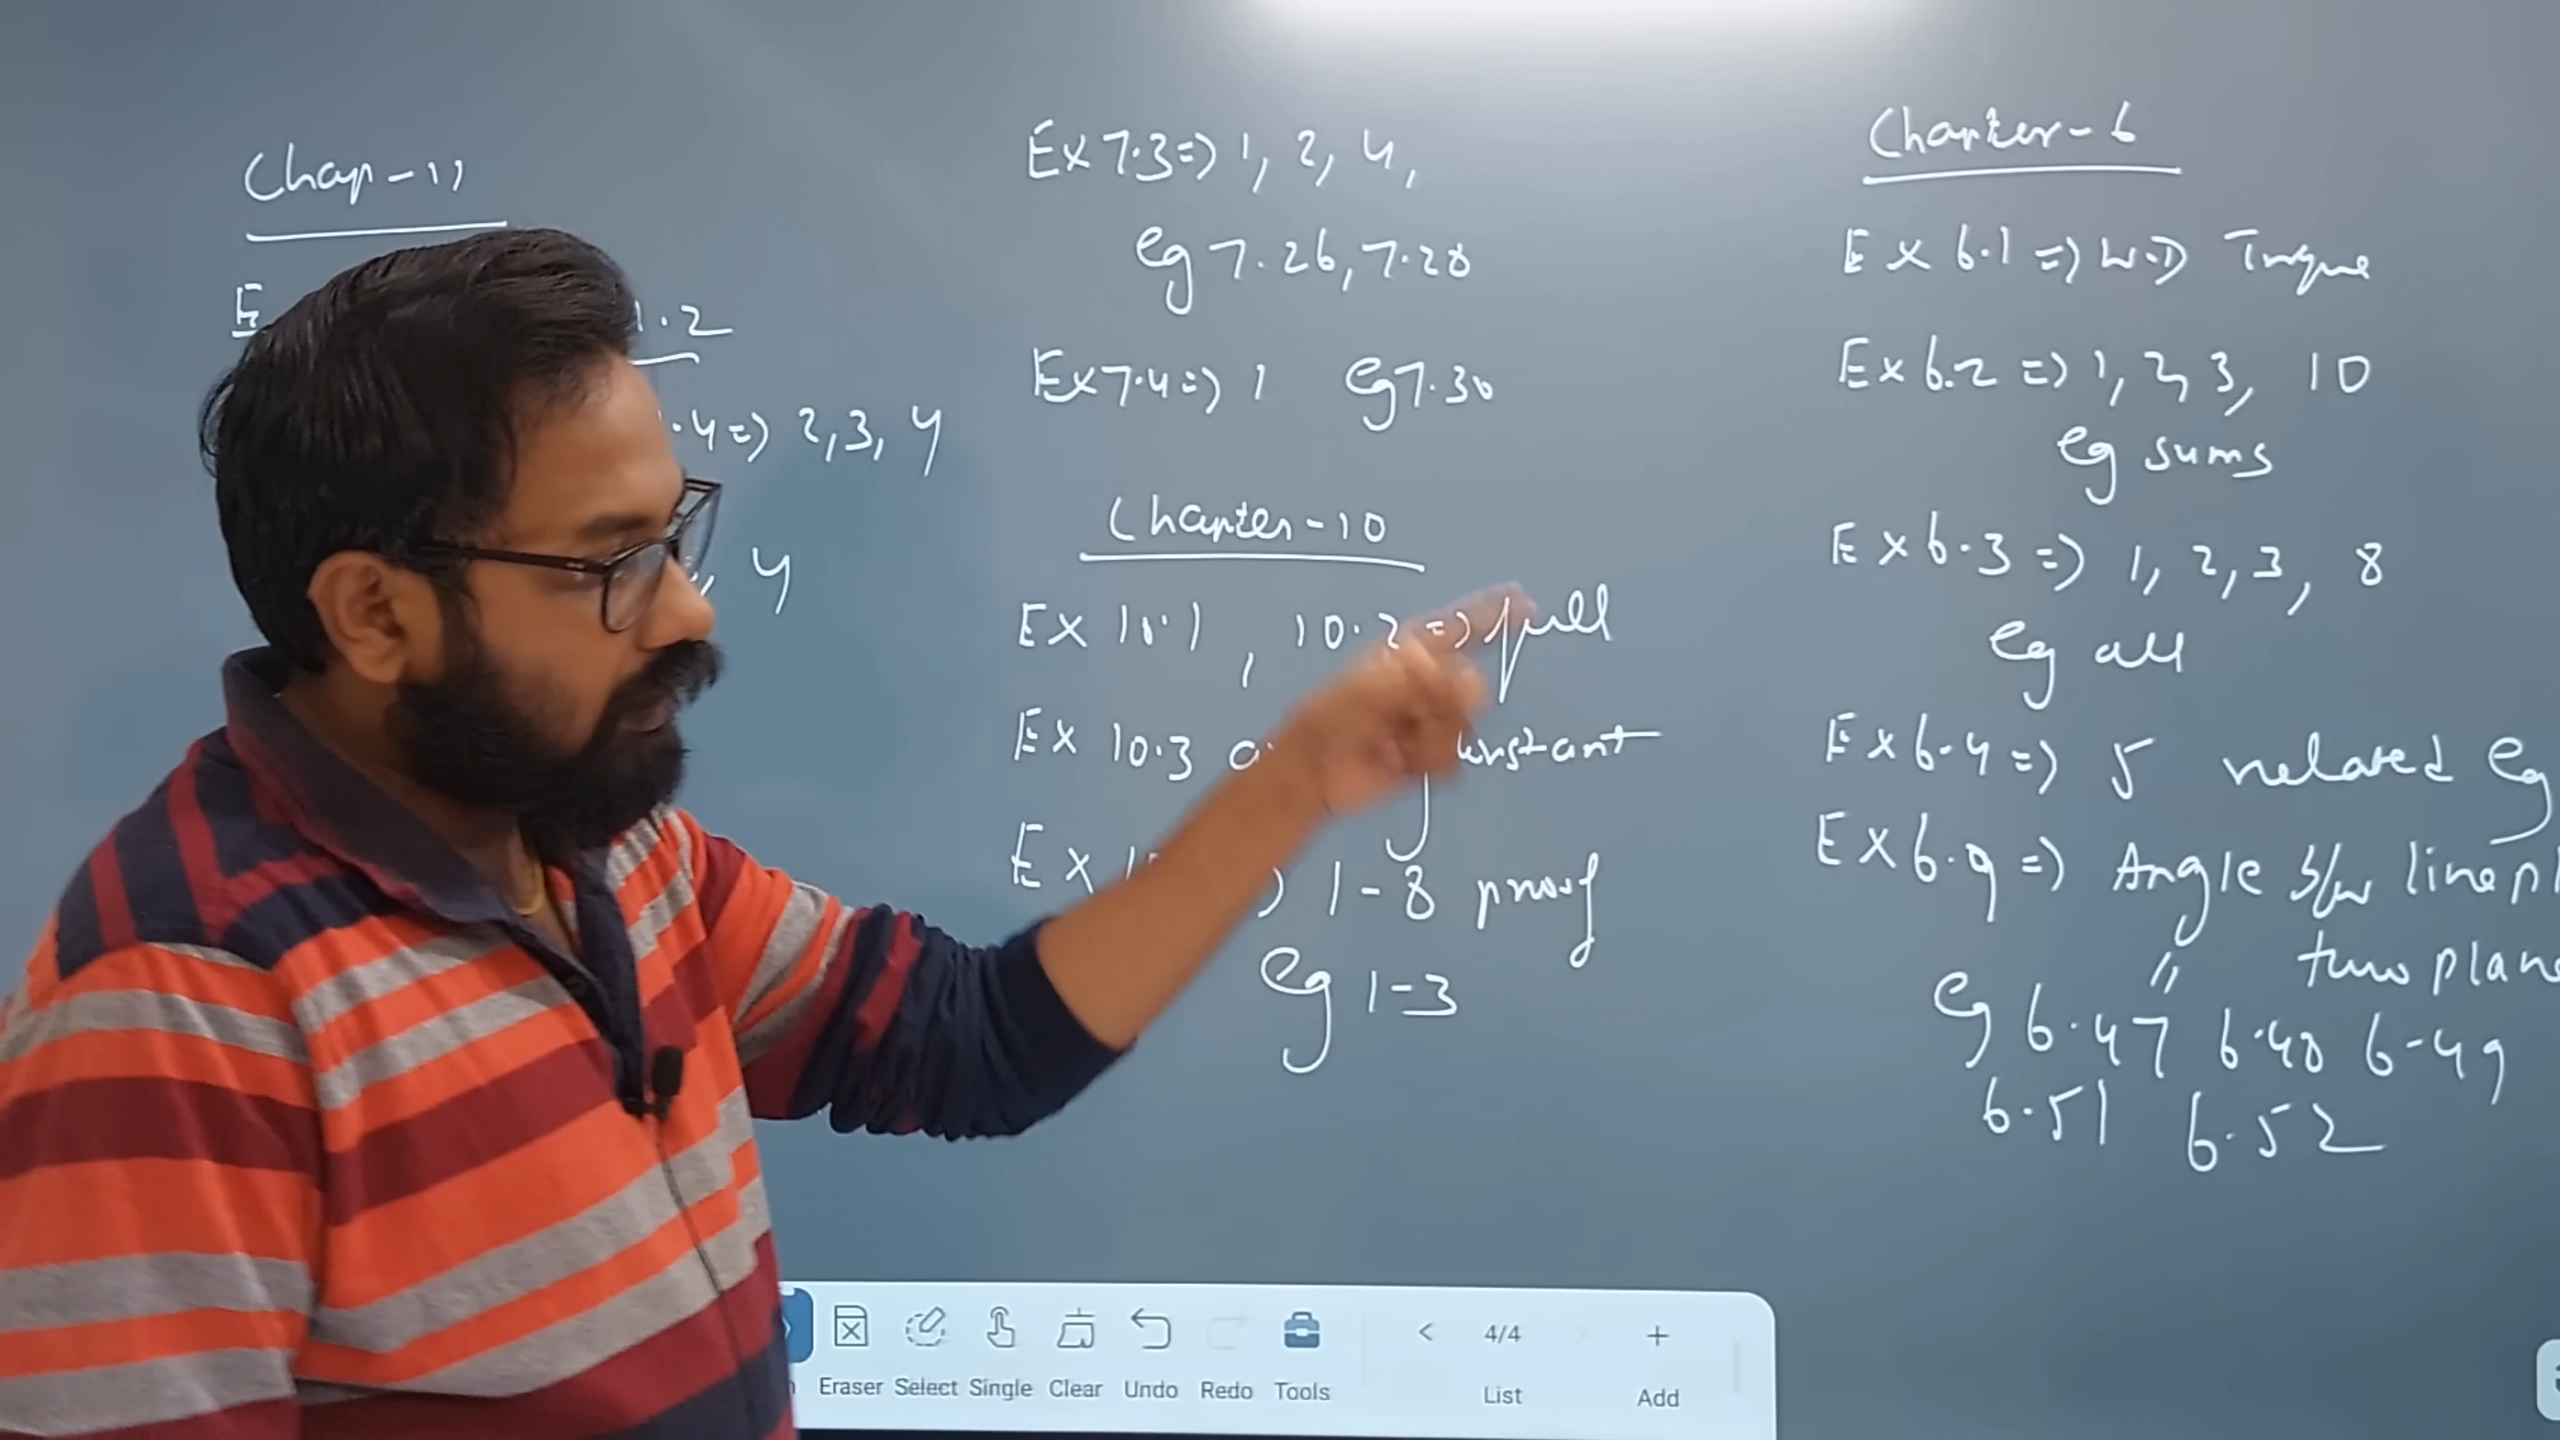 Chap-11
1.2
.4=> 2,3,4
, 4
Ex 7.3=> 1, 2, 4,
eg 7.26, 7.28
Ex 7.4=> 1 eg 7.30
Chapter-10
Ex 10.1, 10.2 => full
Ex 10.3
Ex 1 ) 1-8 proof
eg 1-3
Chapter-6
Ex 6.1 => W.D Torque
Ex 6.2 => 1, 2, 3, 10
eg sums
Ex 6.3 => 1, 2, 3, 8
eg all
Ex 6.4 => 5 related eg
Ex 6.9 => Angle b/w line pl
" two plane
eg 6.47 6.48 6.49
6.51 6.52
Eraser Select Single Clear Undo Redo Tools
< 4/4 +
List Add